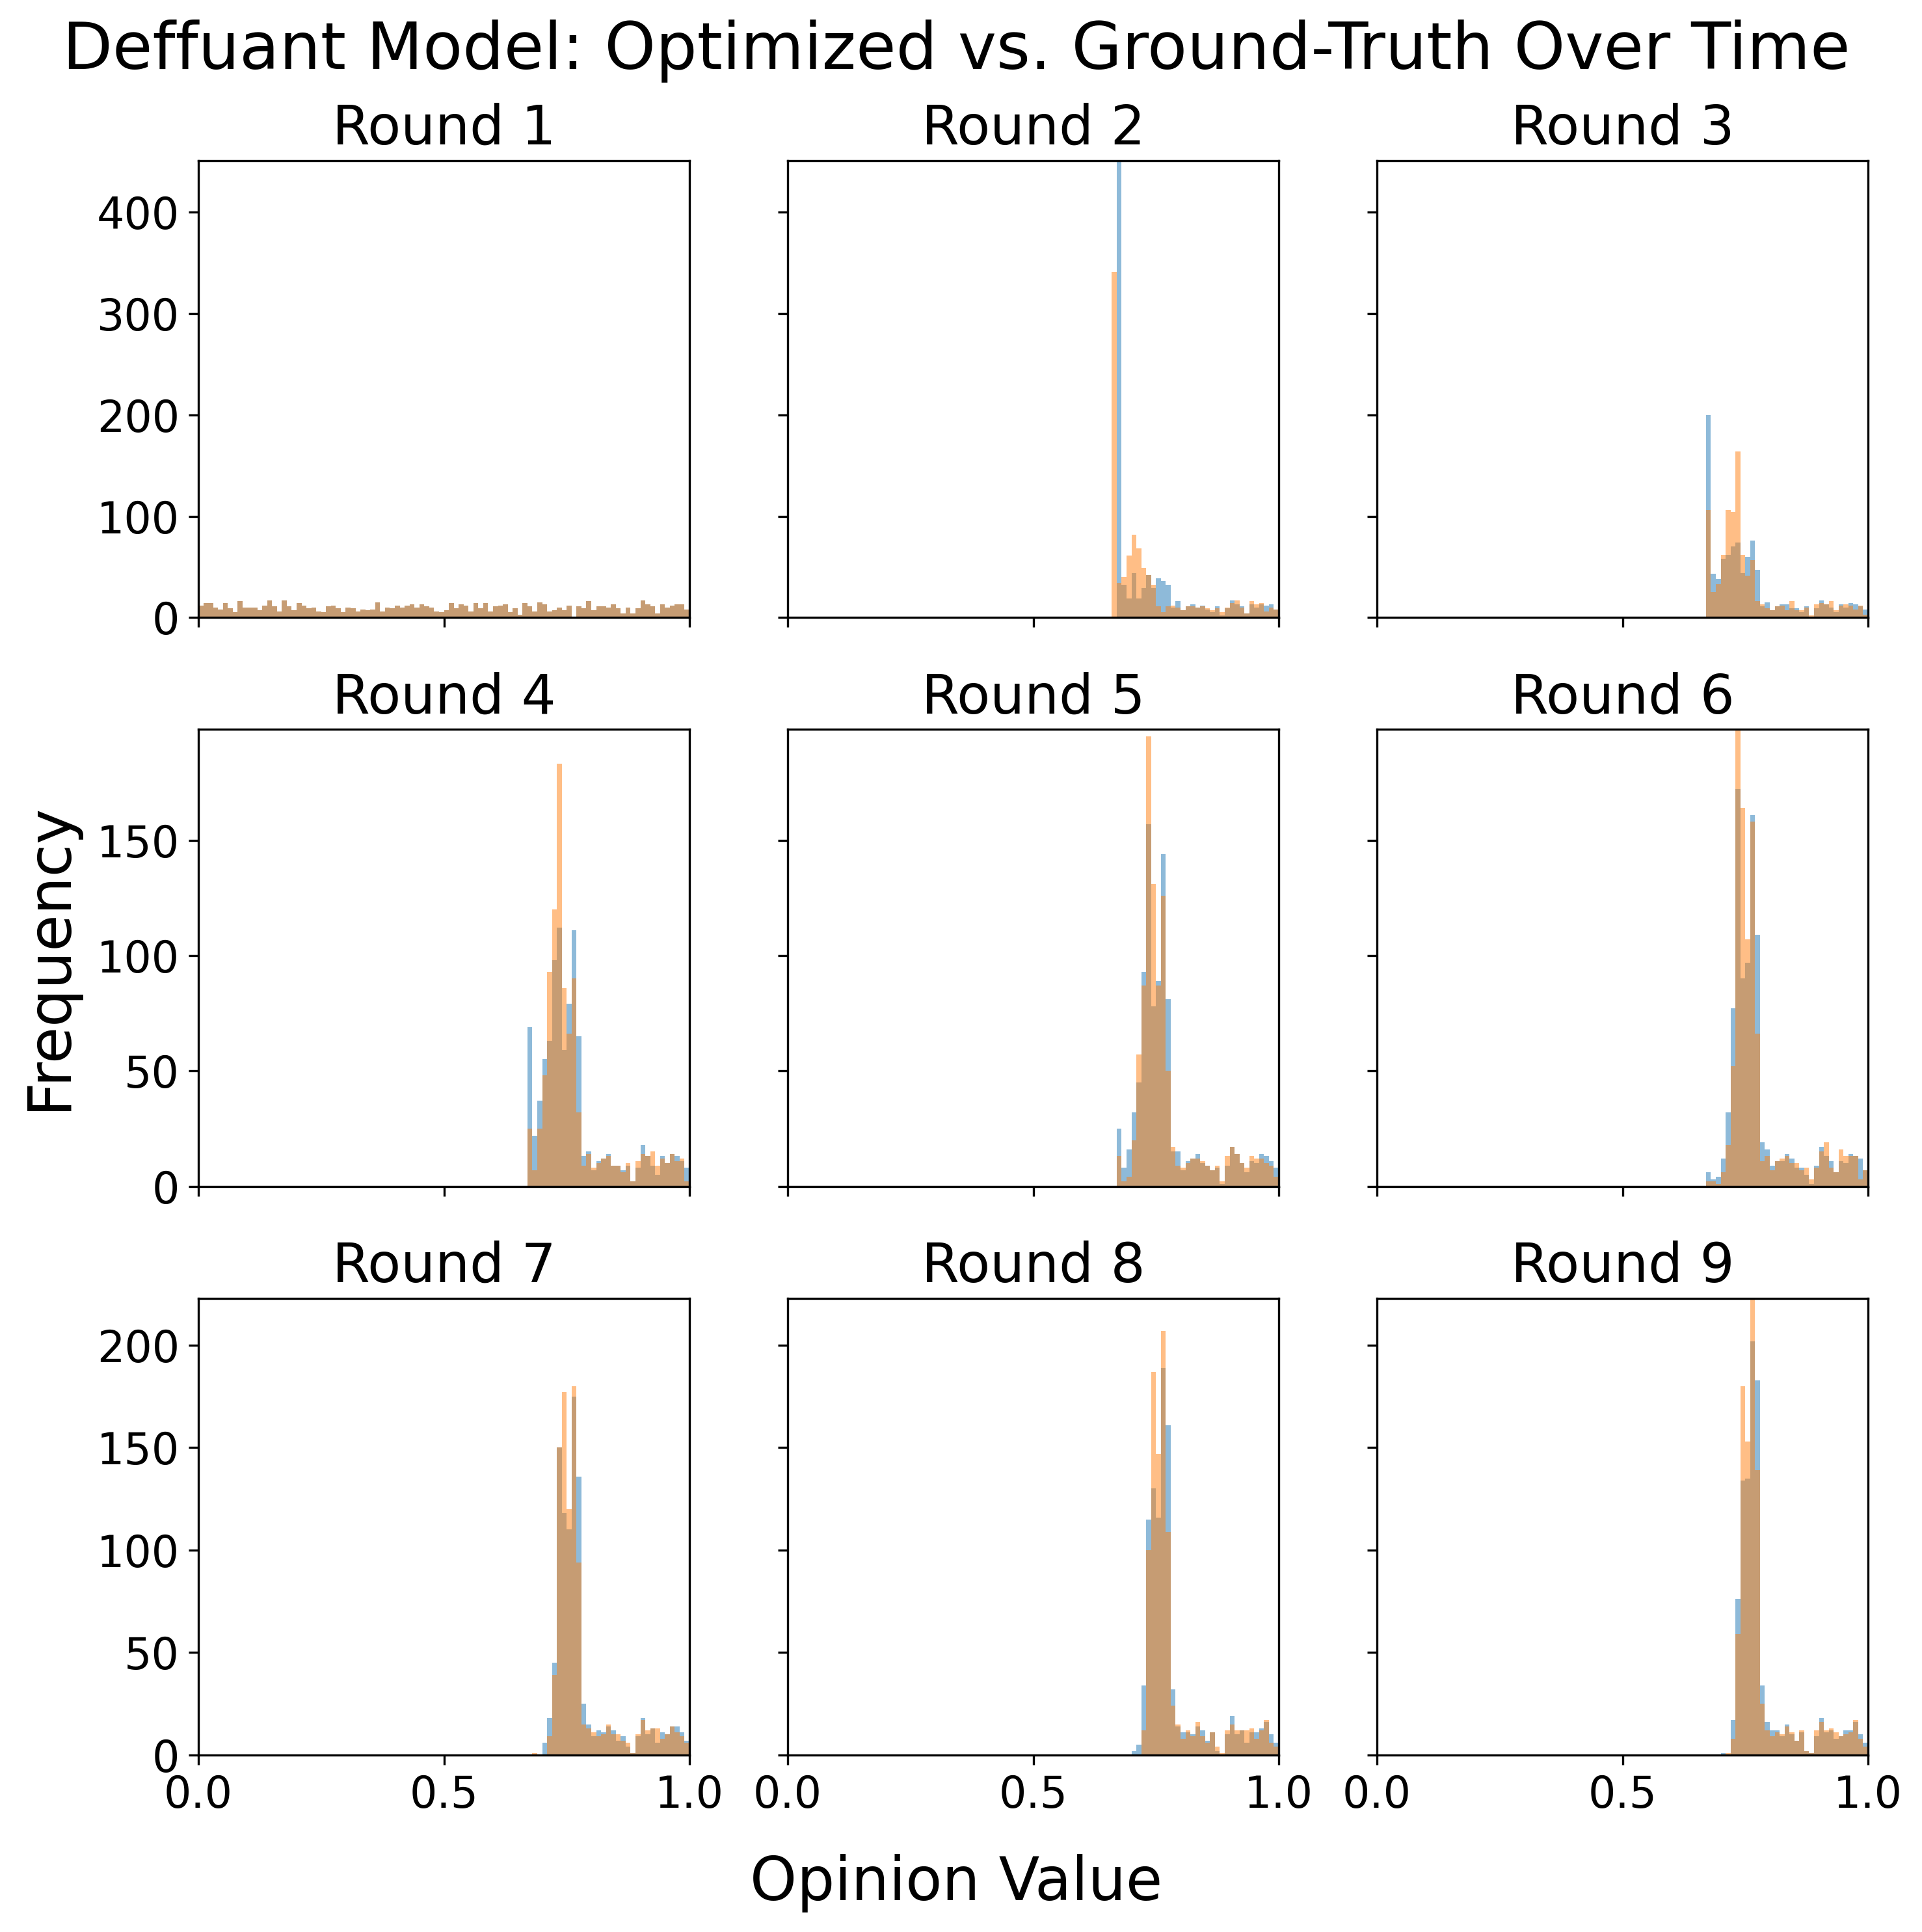 Deffuant Model: Optimized vs. Ground-Truth Over Time
Round 1
Round 2
Round 3
400
300
200
100
0
Round 4
Round 5
Round 6
Frequency
150
100
50
0
Round 7
Round 8
Round 9
200
150
100
50
0
0.0 0.5 1.0 0.0 0.5 1.0 0.0 0.5 1.0
Opinion Value